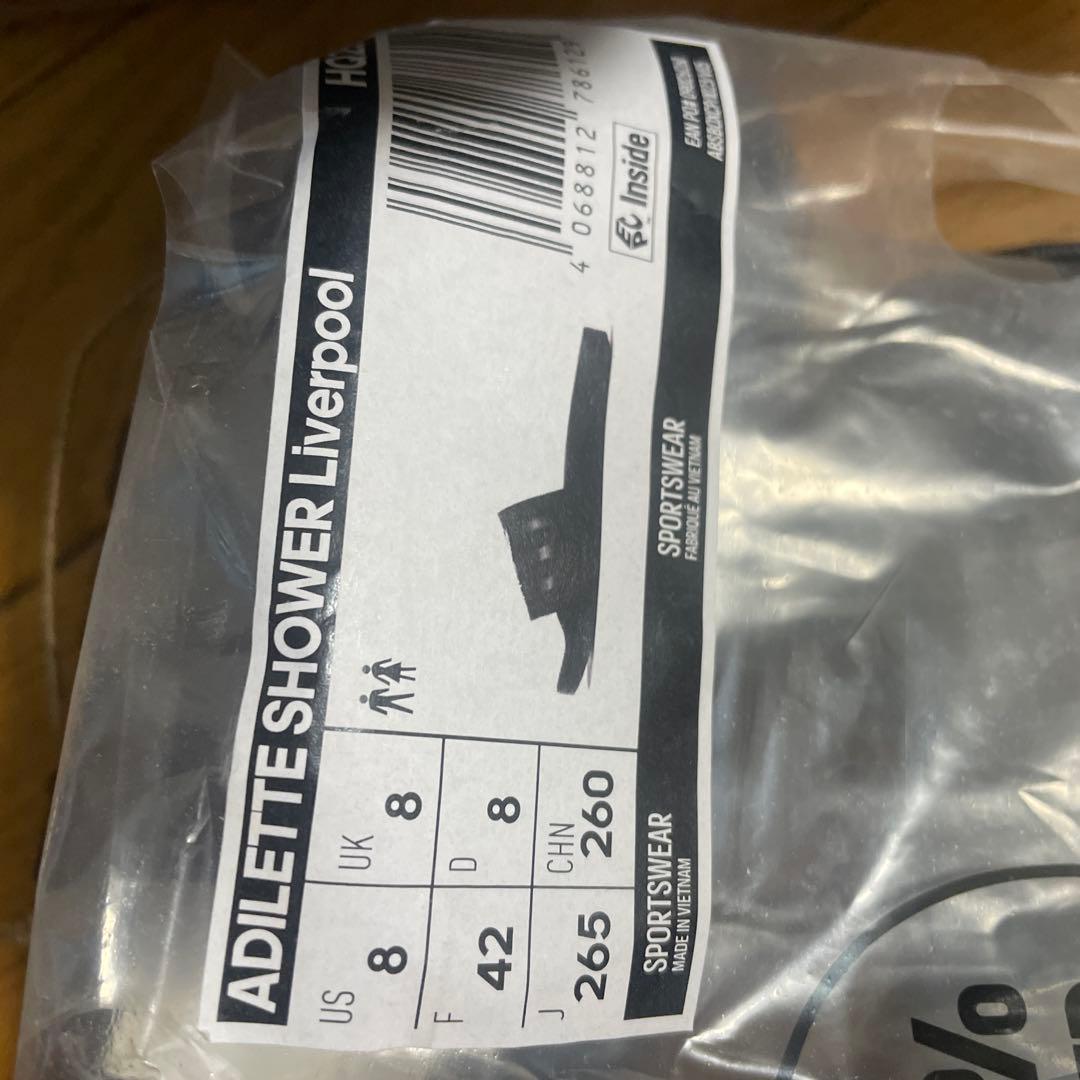 ADILETTE SHOWER Liverpool
US 8
UK 8
F 42
D 8
J 265
CHN 260
4 068812 786129
EPC Inside
SPORTSWEAR
MADE IN VIETNAM
SPORTSWEAR
FABRIQUÉ AU VIETNAM
%